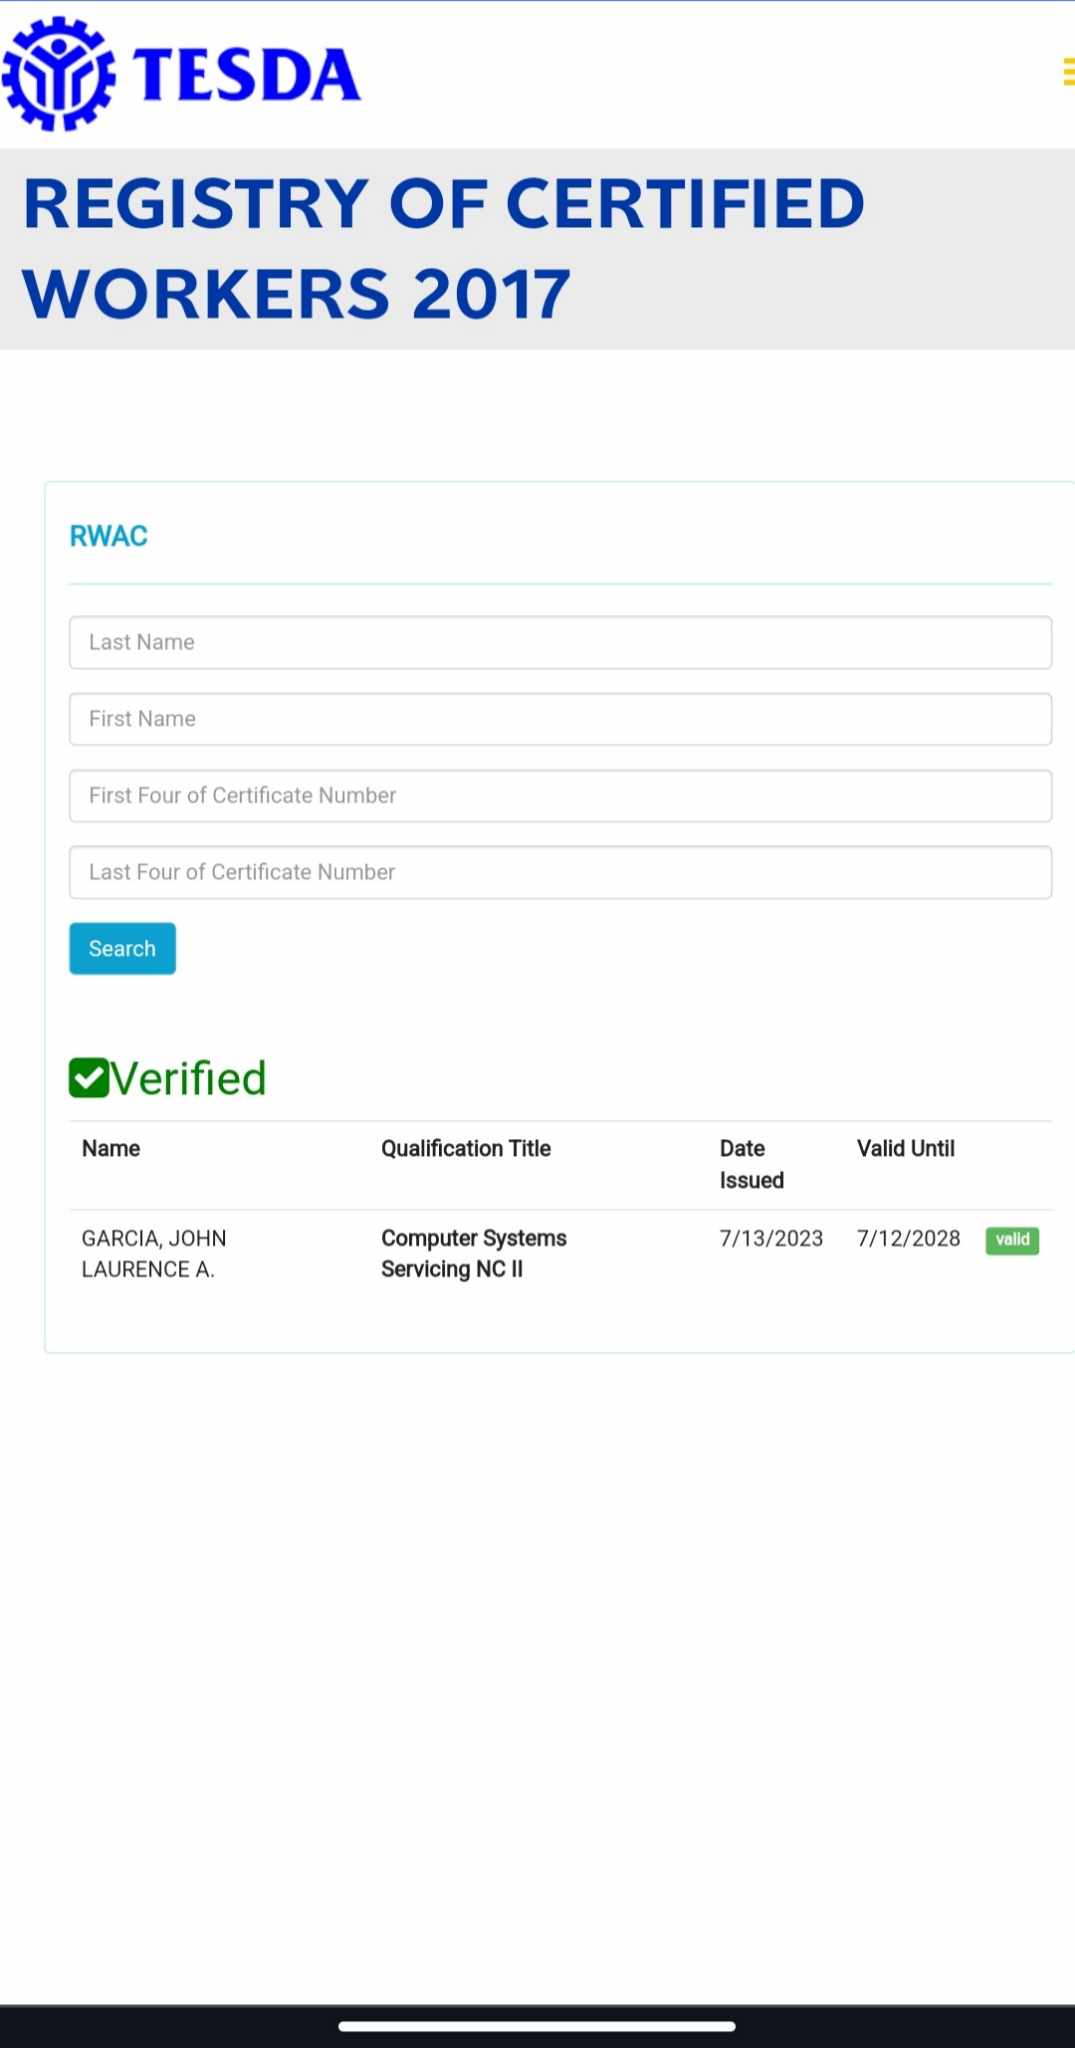 TESDA
REGISTRY OF CERTIFIED
WORKERS 2017
RWAC
Last Name
First Name
First Four of Certificate Number
Last Four of Certificate Number
Search
Verified
Name Qualification Title Date Issued Valid Until
GARCIA, JOHN LAURENCE A. Computer Systems Servicing NC II 7/13/2023 7/12/2028 valid